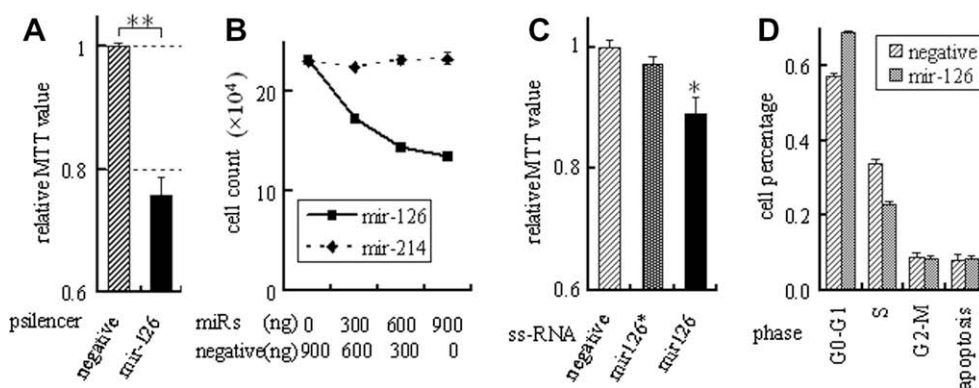 A
**
1
0.8
0.6
relative MTT value
psilencer
negative
mir-126
B
20
10
0
cell count (×10⁴)
mir-126
mir-214
miRs (ng) 0 300 600 900
negative(ng) 900 600 300 0
C
*
1
0.8
0.6
relative MTT value
ss-RNA
negative
mir126*
mir126
D
negative
mir-126
0.6
0.4
0.2
0.0
cell percentage
phase
G0-G1
S
G2-M
apoptosis